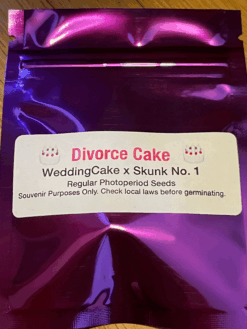 Divorce Cake
WeddingCake x Skunk No. 1
Regular Photoperiod Seeds
Souvenir Purposes Only. Check local laws before germinating.